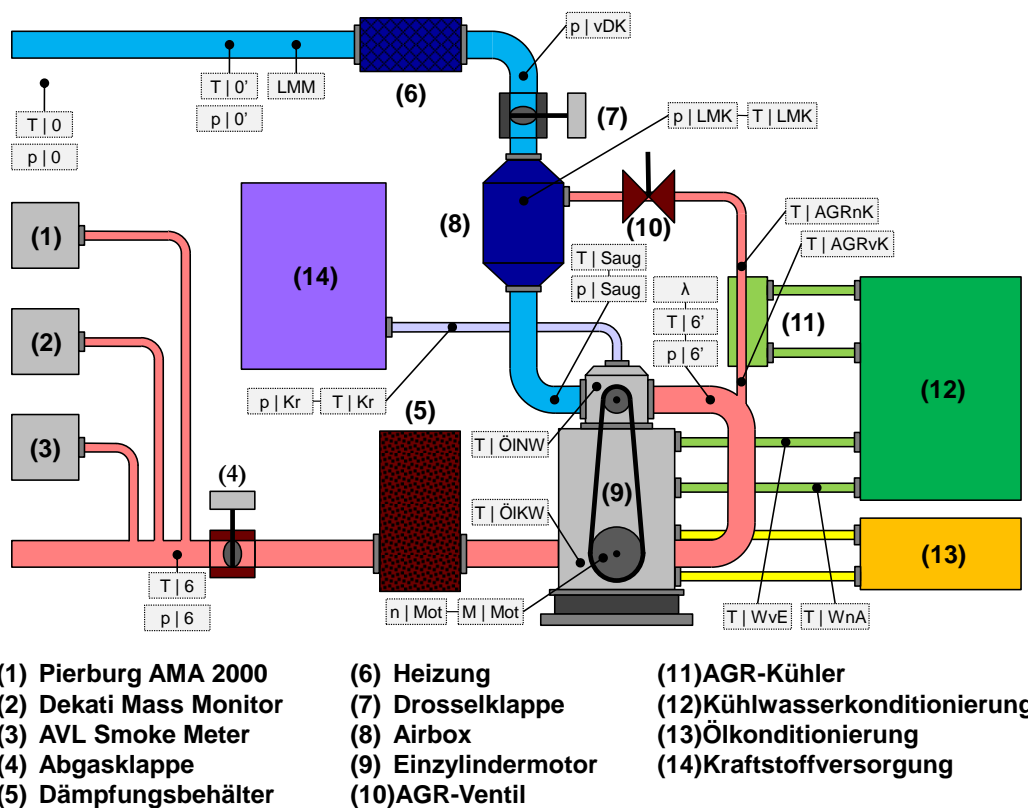 p | vDK
T | 0'
LMM
(6)
p | 0'
(7)
T | 0
p | 0
p | LMK
T | LMK
(1)
(8)
(10)
T | AGRnK
T | AGRvK
(14)
T | Saug
p | Saug
λ
T | 6'
p | 6'
(11)
(2)
(12)
p | Kr
T | Kr
(5)
(3)
(4)
T | ÖlNW
T | ÖlKW
(9)
(13)
T | 6
p | 6
n | Mot
M | Mot
T | WvE
T | WnA
(1) Pierburg AMA 2000
(2) Dekati Mass Monitor
(3) AVL Smoke Meter
(4) Abgasklappe
(5) Dämpfungsbehälter
(6) Heizung
(7) Drosselklappe
(8) Airbox
(9) Einzylindermotor
(10)AGR-Ventil
(11)AGR-Kühler
(12)Kühlwasserkonditionierung
(13)Ölkonditionierung
(14)Kraftstoffversorgung